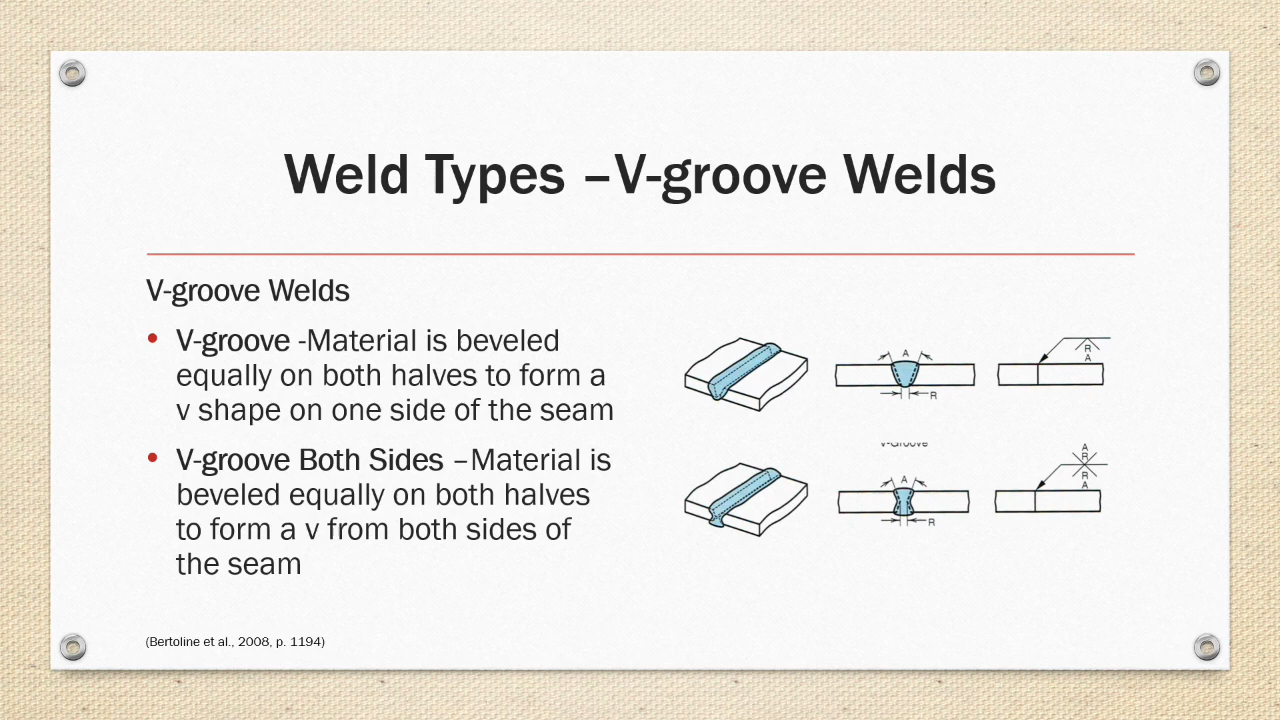 Weld Types –V-groove Welds
V-groove Welds
• V-groove -Material is beveled
equally on both halves to form a
v shape on one side of the seam
• V-groove Both Sides –Material is
beveled equally on both halves
to form a v from both sides of
the seam
A
R
R
A
V-Groove
A
R
A
R
R
A
(Bertoline et al., 2008, p. 1194)